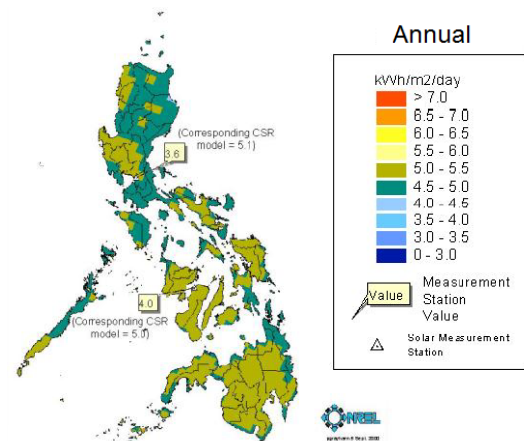 Annual
kWh/m2/day
> 7.0
6.5 - 7.0
6.0 - 6.5
5.5 - 6.0
5.0 - 5.5
4.5 - 5.0
4.0 - 4.5
3.5 - 4.0
3.0 - 3.5
0 - 3.0
Value
Measurement
Station
Value
Solar Measurement
Station
(Corresponding CSR
model = 5.1)
3.6
4.0
(Corresponding CSR
model = 5.0)
NREL